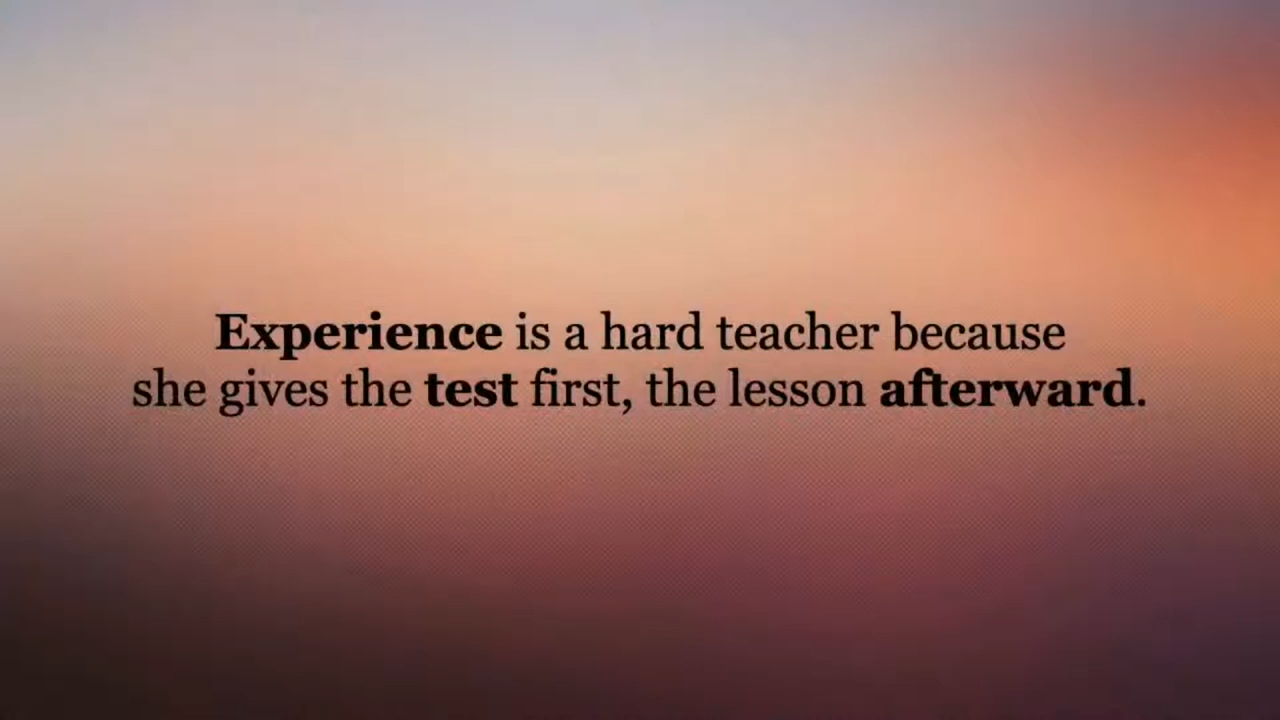 Experience is a hard teacher because
she gives the test first, the lesson afterward.